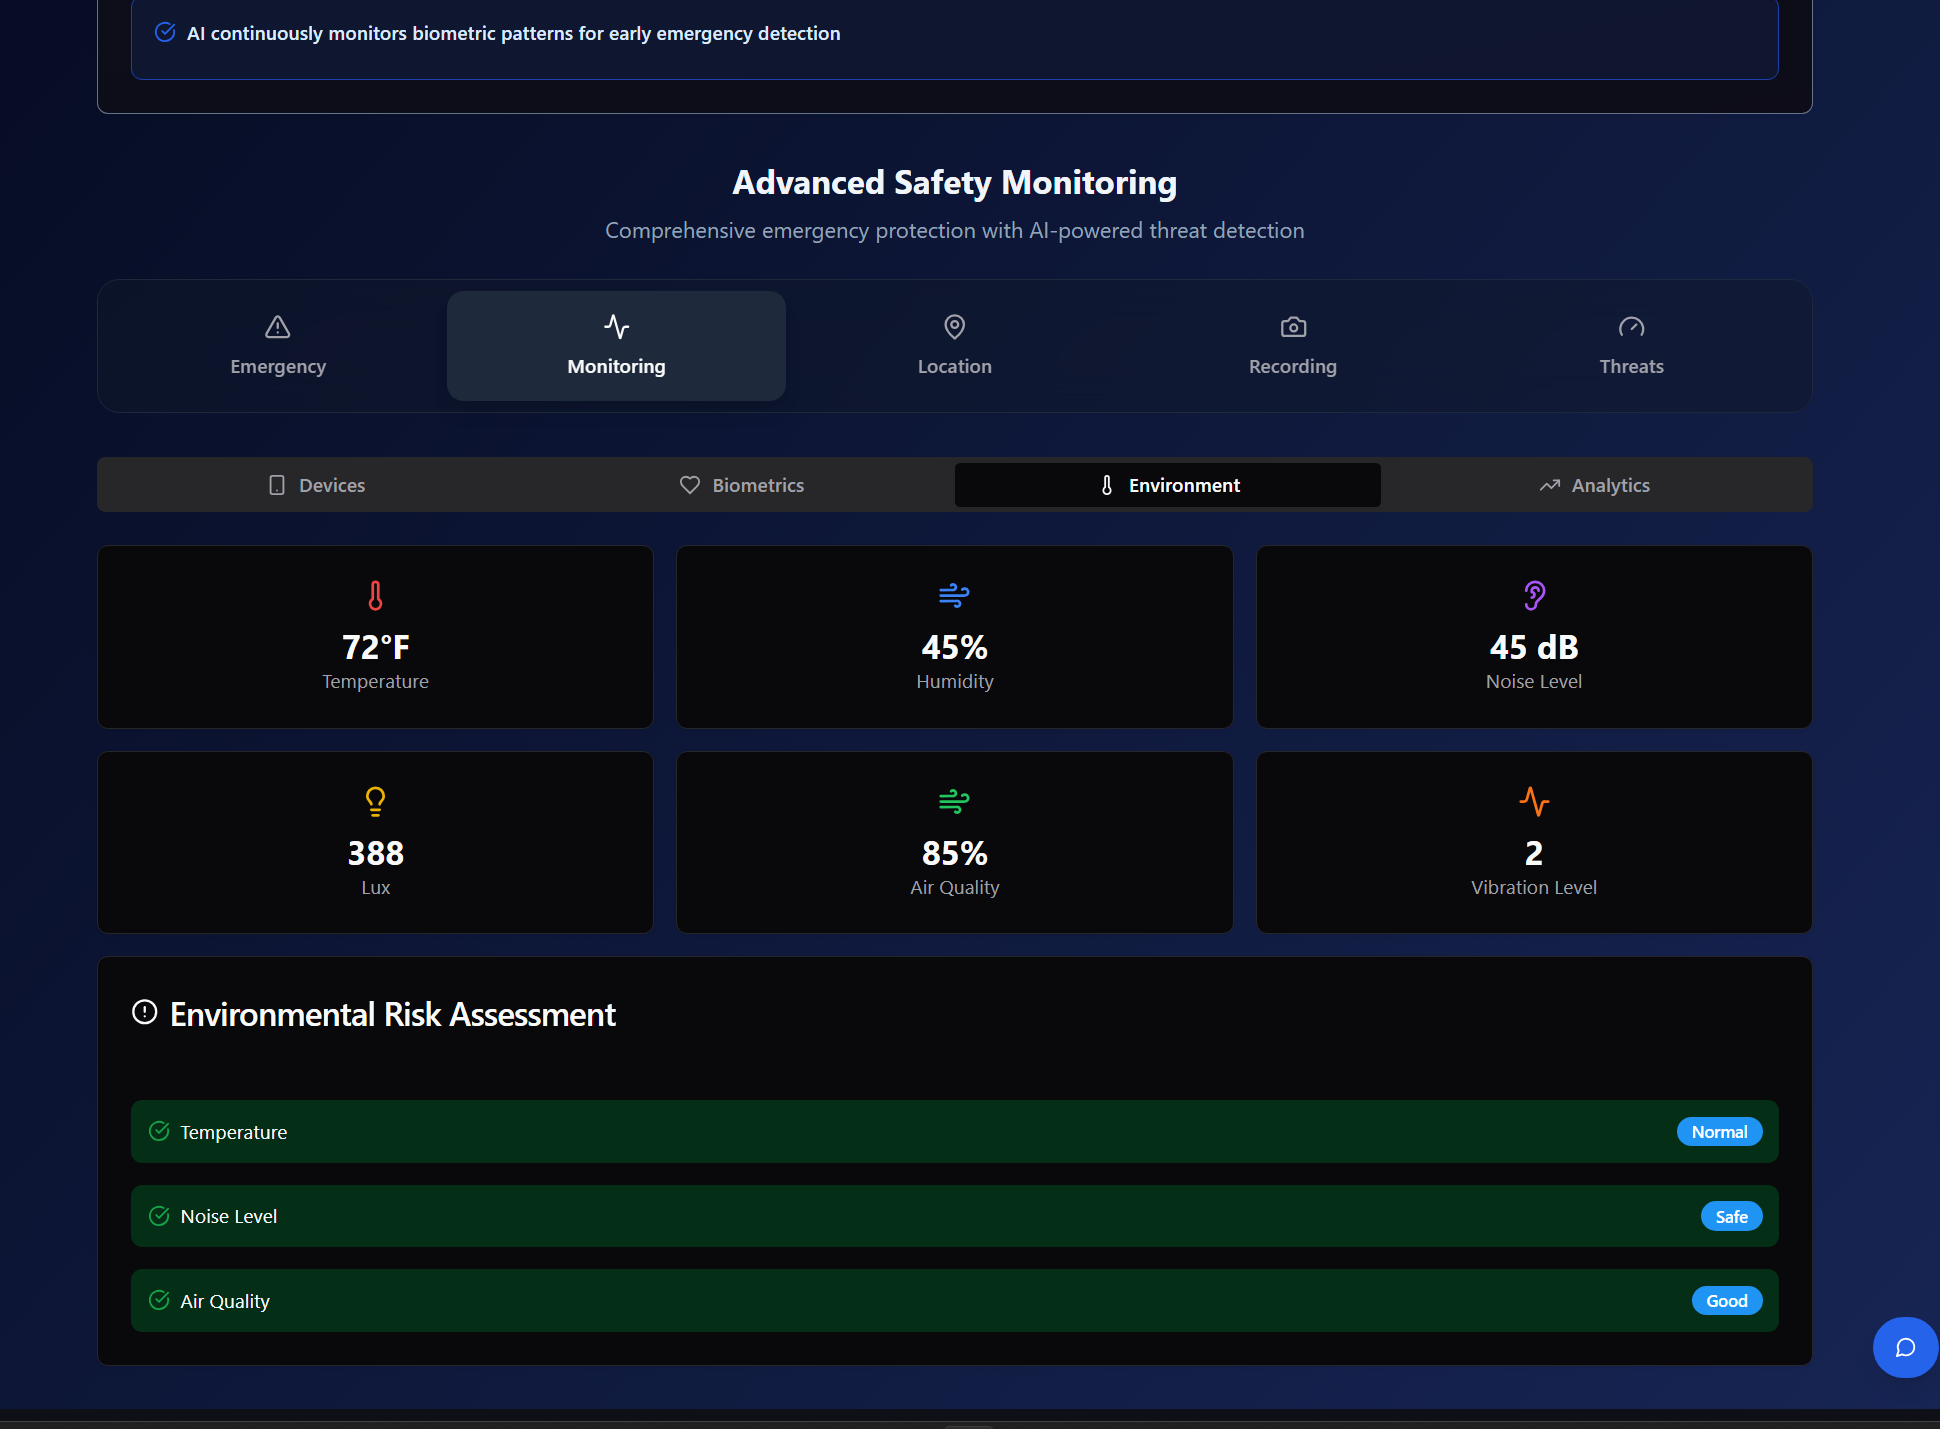 AI continuously monitors biometric patterns for early emergency detection
Advanced Safety Monitoring
Comprehensive emergency protection with AI-powered threat detection
Emergency
Monitoring
Location
Recording
Threats
Devices
Biometrics
Environment
Analytics
72°F
Temperature
45%
Humidity
45 dB
Noise Level
388
Lux
85%
Air Quality
2
Vibration Level
Environmental Risk Assessment
Temperature
Normal
Noise Level
Safe
Air Quality
Good